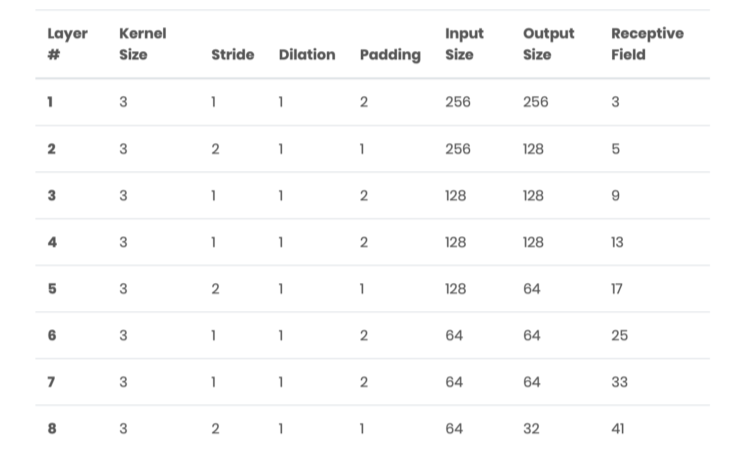 Layer # Kernel Size Stride Dilation Padding Input Size Output Size Receptive Field
1 3 1 1 2 256 256 3
2 3 2 1 1 256 128 5
3 3 1 1 2 128 128 9
4 3 1 1 2 128 128 13
5 3 2 1 1 128 64 17
6 3 1 1 2 64 64 25
7 3 1 1 2 64 64 33
8 3 2 1 1 64 32 41